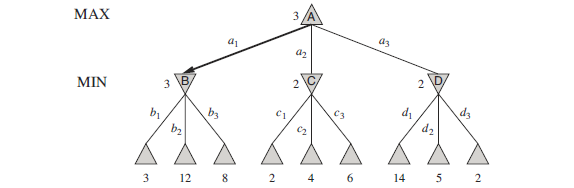 MAX 3 A
a1 a2 a3
MIN 3 B 2 C 2 D
b1 b2 b3 c1 c2 c3 d1 d2 d3
3 12 8 2 4 6 14 5 2